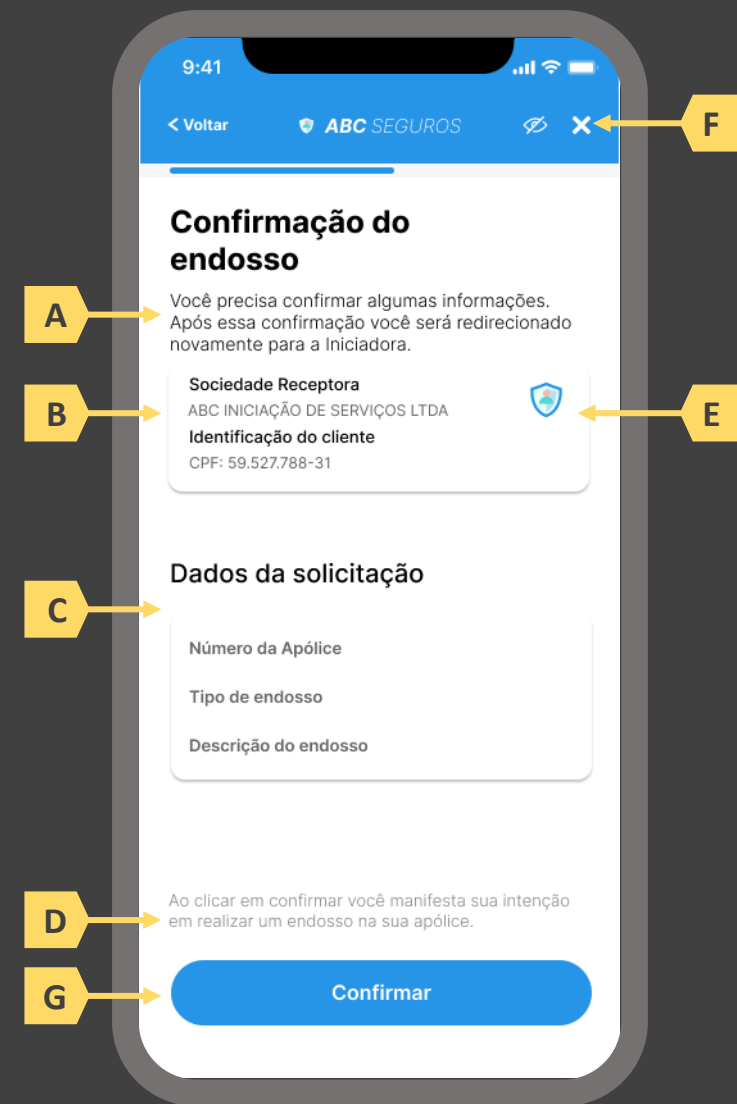 9:41
< Voltar
ABC SEGUROS
F
Confirmação do
endosso
A
Você precisa confirmar algumas informações.
Após essa confirmação você será redirecionado
novamente para a Iniciadora.
B
Sociedade Receptora
ABC INICIAÇÃO DE SERVIÇOS LTDA
Identificação do cliente
CPF: 59.527.788-31
E
Dados da solicitação
C
Número da Apólice
Tipo de endosso
Descrição do endosso
D
Ao clicar em confirmar você manifesta sua intenção
em realizar um endosso na sua apólice.
G
Confirmar